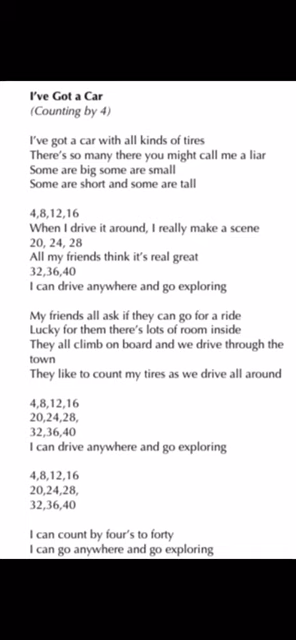 I've Got a Car
(Counting by 4)
I've got a car with all kinds of tires
There's so many there you might call me a liar
Some are big some are small
Some are short and some are tall
4,8,12,16
When I drive it around, I really make a scene
20, 24, 28
All my friends think it's real great
32,36,40
I can drive anywhere and go exploring
My friends all ask if they can go for a ride
Lucky for them there's lots of room inside
They all climb on board and we drive through the
town
They like to count my tires as we drive all around
4,8,12,16
20,24,28,
32,36,40
I can drive anywhere and go exploring
4,8,12,16
20,24,28,
32,36,40
I can count by four's to forty
I can go anywhere and go exploring